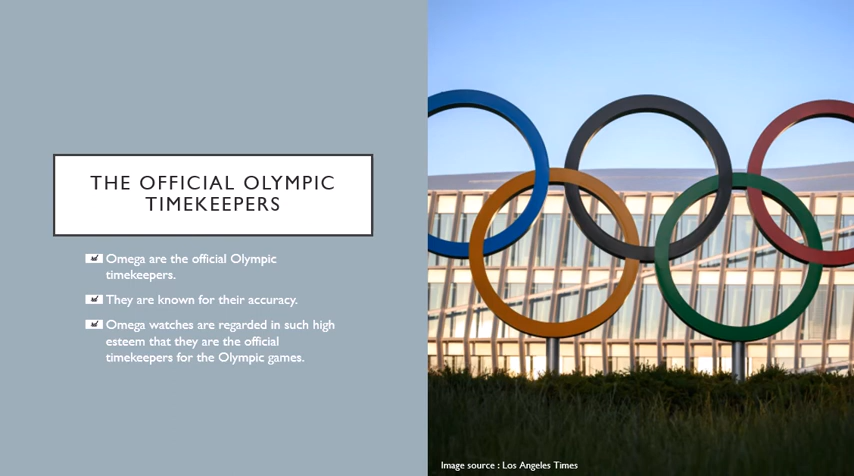 THE OFFICIAL OLYMPIC
TIMEKEEPERS
Omega are the official Olympic
timekeepers.
They are known for their accuracy.
Omega watches are regarded in such high
esteem that they are the official
timekeepers for the Olympic games.
Image source : Los Angeles Times